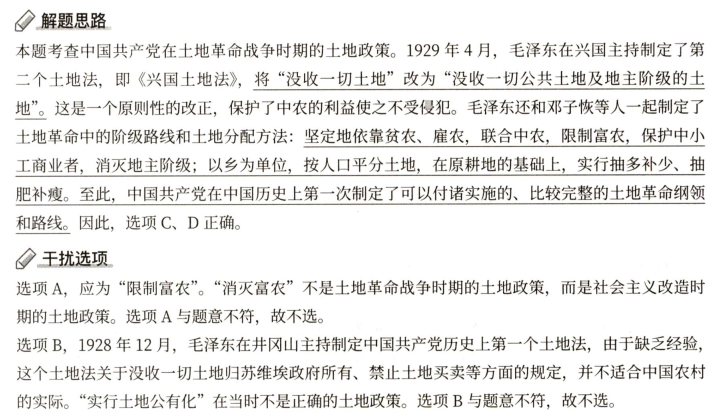 解题思路
本题考查中国共产党在土地革命战争时期的土地政策。1929 年 4 月，毛泽东在兴国主持制定了第
二个土地法，即《兴国土地法》，将“没收一切土地”改为“没收一切公共土地及地主阶级的土
地”。这是一个原则性的改正，保护了中农的利益使之不受侵犯。毛泽东还和邓子恢等人一起制定了
土地革命中的阶级路线和土地分配方法：坚定地依靠贫农、雇农，联合中农，限制富农，保护中小
工商业者，消灭地主阶级；以乡为单位，按人口平分土地，在原耕地的基础上，实行抽多补少、抽
肥补瘦。至此，中国共产党在中国历史上第一次制定了可以付诸实施的、比较完整的土地革命纲领
和路线。因此，选项 C、D 正确。
干扰选项
选项 A，应为“限制富农”。“消灭富农”不是土地革命战争时期的土地政策，而是社会主义改造时
期的土地政策。选项 A 与题意不符，故不选。
选项 B，1928 年 12 月，毛泽东在井冈山主持制定中国共产党历史上第一个土地法，由于缺乏经验，
这个土地法关于没收一切土地归苏维埃政府所有、禁止土地买卖等方面的规定，并不适合中国农村
的实际。“实行土地公有化”在当时不是正确的土地政策。选项 B 与题意不符，故不选。